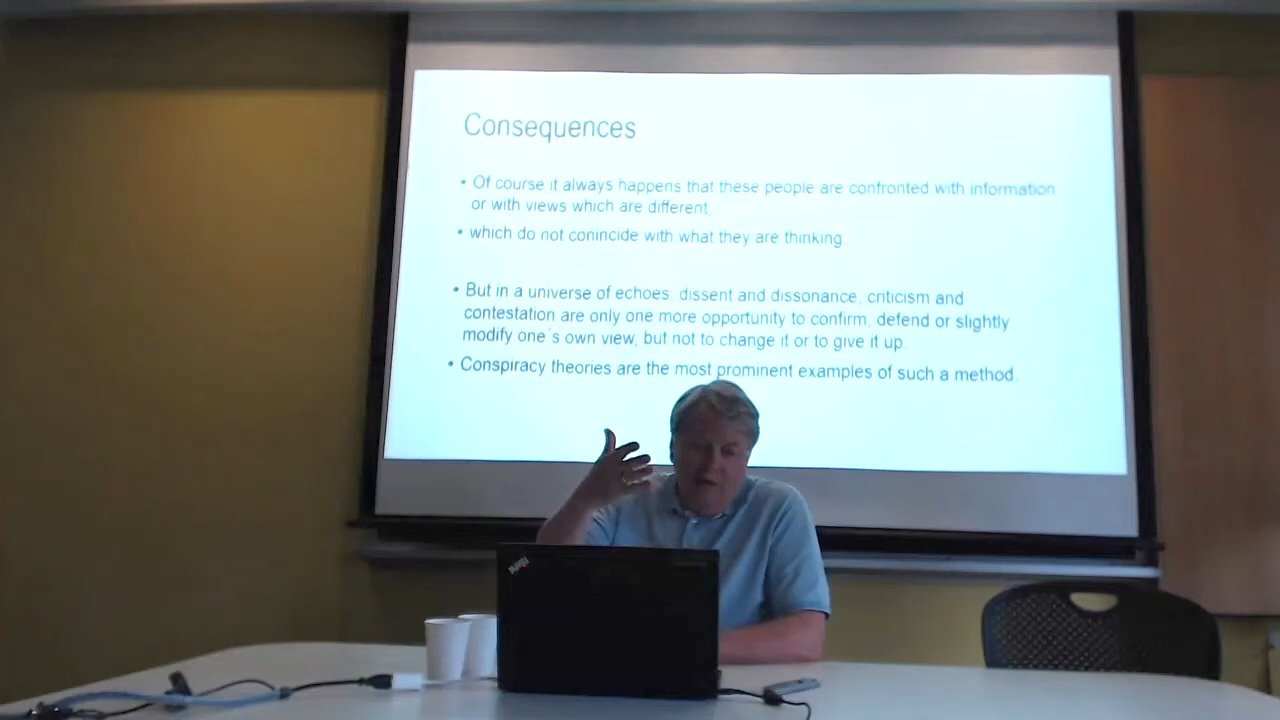 Consequences
• Of course it always happens that these people are confronted with information
or with views which are different,
• which do not conincide with what they are thinking.
• But in a universe of echoes, dissent and dissonance, criticism and
contestation are only one more opportunity to confirm, defend or slightly
modify one´s own view, but not to change it or to give it up.
• Conspiracy theories are the most prominent examples of such a method.